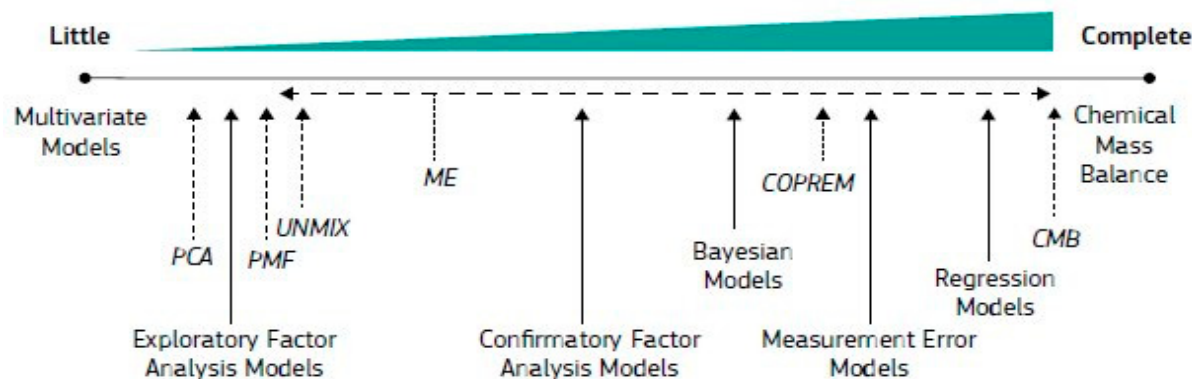 Little
Complete
Multivariate
Models
Chemical
Mass
Balance
ME
COPREM
UNMIX
PCA
PMF
CMB
Bayesian
Models
Regression
Models
Exploratory Factor
Analysis Models
Confirmatory Factor
Analysis Models
Measurement Error
Models